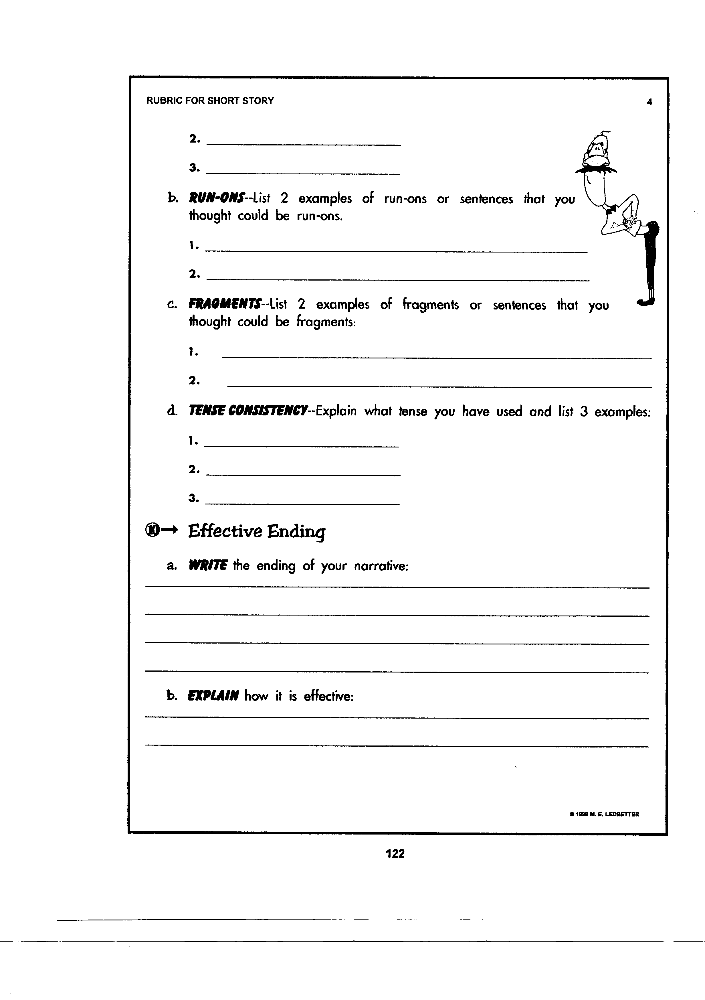 RUBRIC FOR SHORT STORY 4
2.
3.
b. RUN-ONS--List 2 examples of run-ons or sentences that you
thought could be run-ons.
1.
2.
c. FRAGMENTS--List 2 examples of fragments or sentences that you
thought could be fragments:
1.
2.
d. TENSE CONSISTENCY--Explain what tense you have used and list 3 examples:
1.
2.
3.
⑩→ Effective Ending
a. WRITE the ending of your narrative:
b. EXPLAIN how it is effective:
© 1998 M. E. LEDBETTER
122